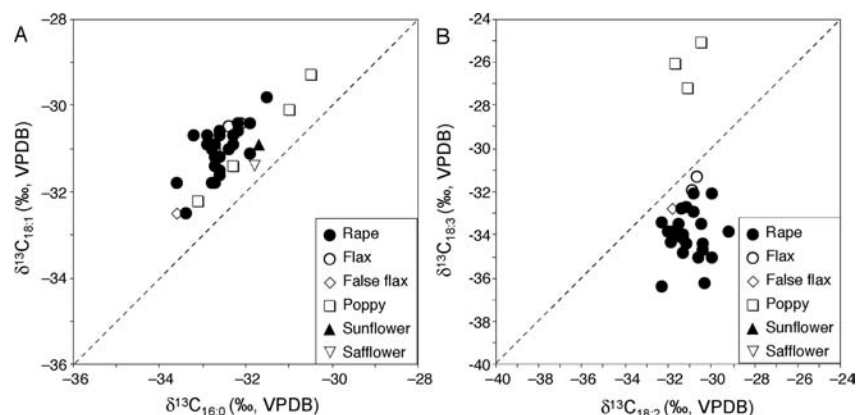 A
−28
−30
−32
−34
−36
δ¹³C₁₈:₁ (‰, VPDB)
−36
−34
−32
−30
−28
δ¹³C₁₆:₀ (‰, VPDB)
Rape
Flax
False flax
Poppy
Sunflower
Safflower
B
−24
−26
−28
−30
−32
−34
−36
−38
−40
δ¹³C₁₈:₃ (‰, VPDB)
−40
−38
−36
−34
−32
−30
−28
−26
−24
δ¹³C₁₈:₂ (‰, VPDB)
Rape
Flax
False flax
Poppy
Sunflower
Safflower